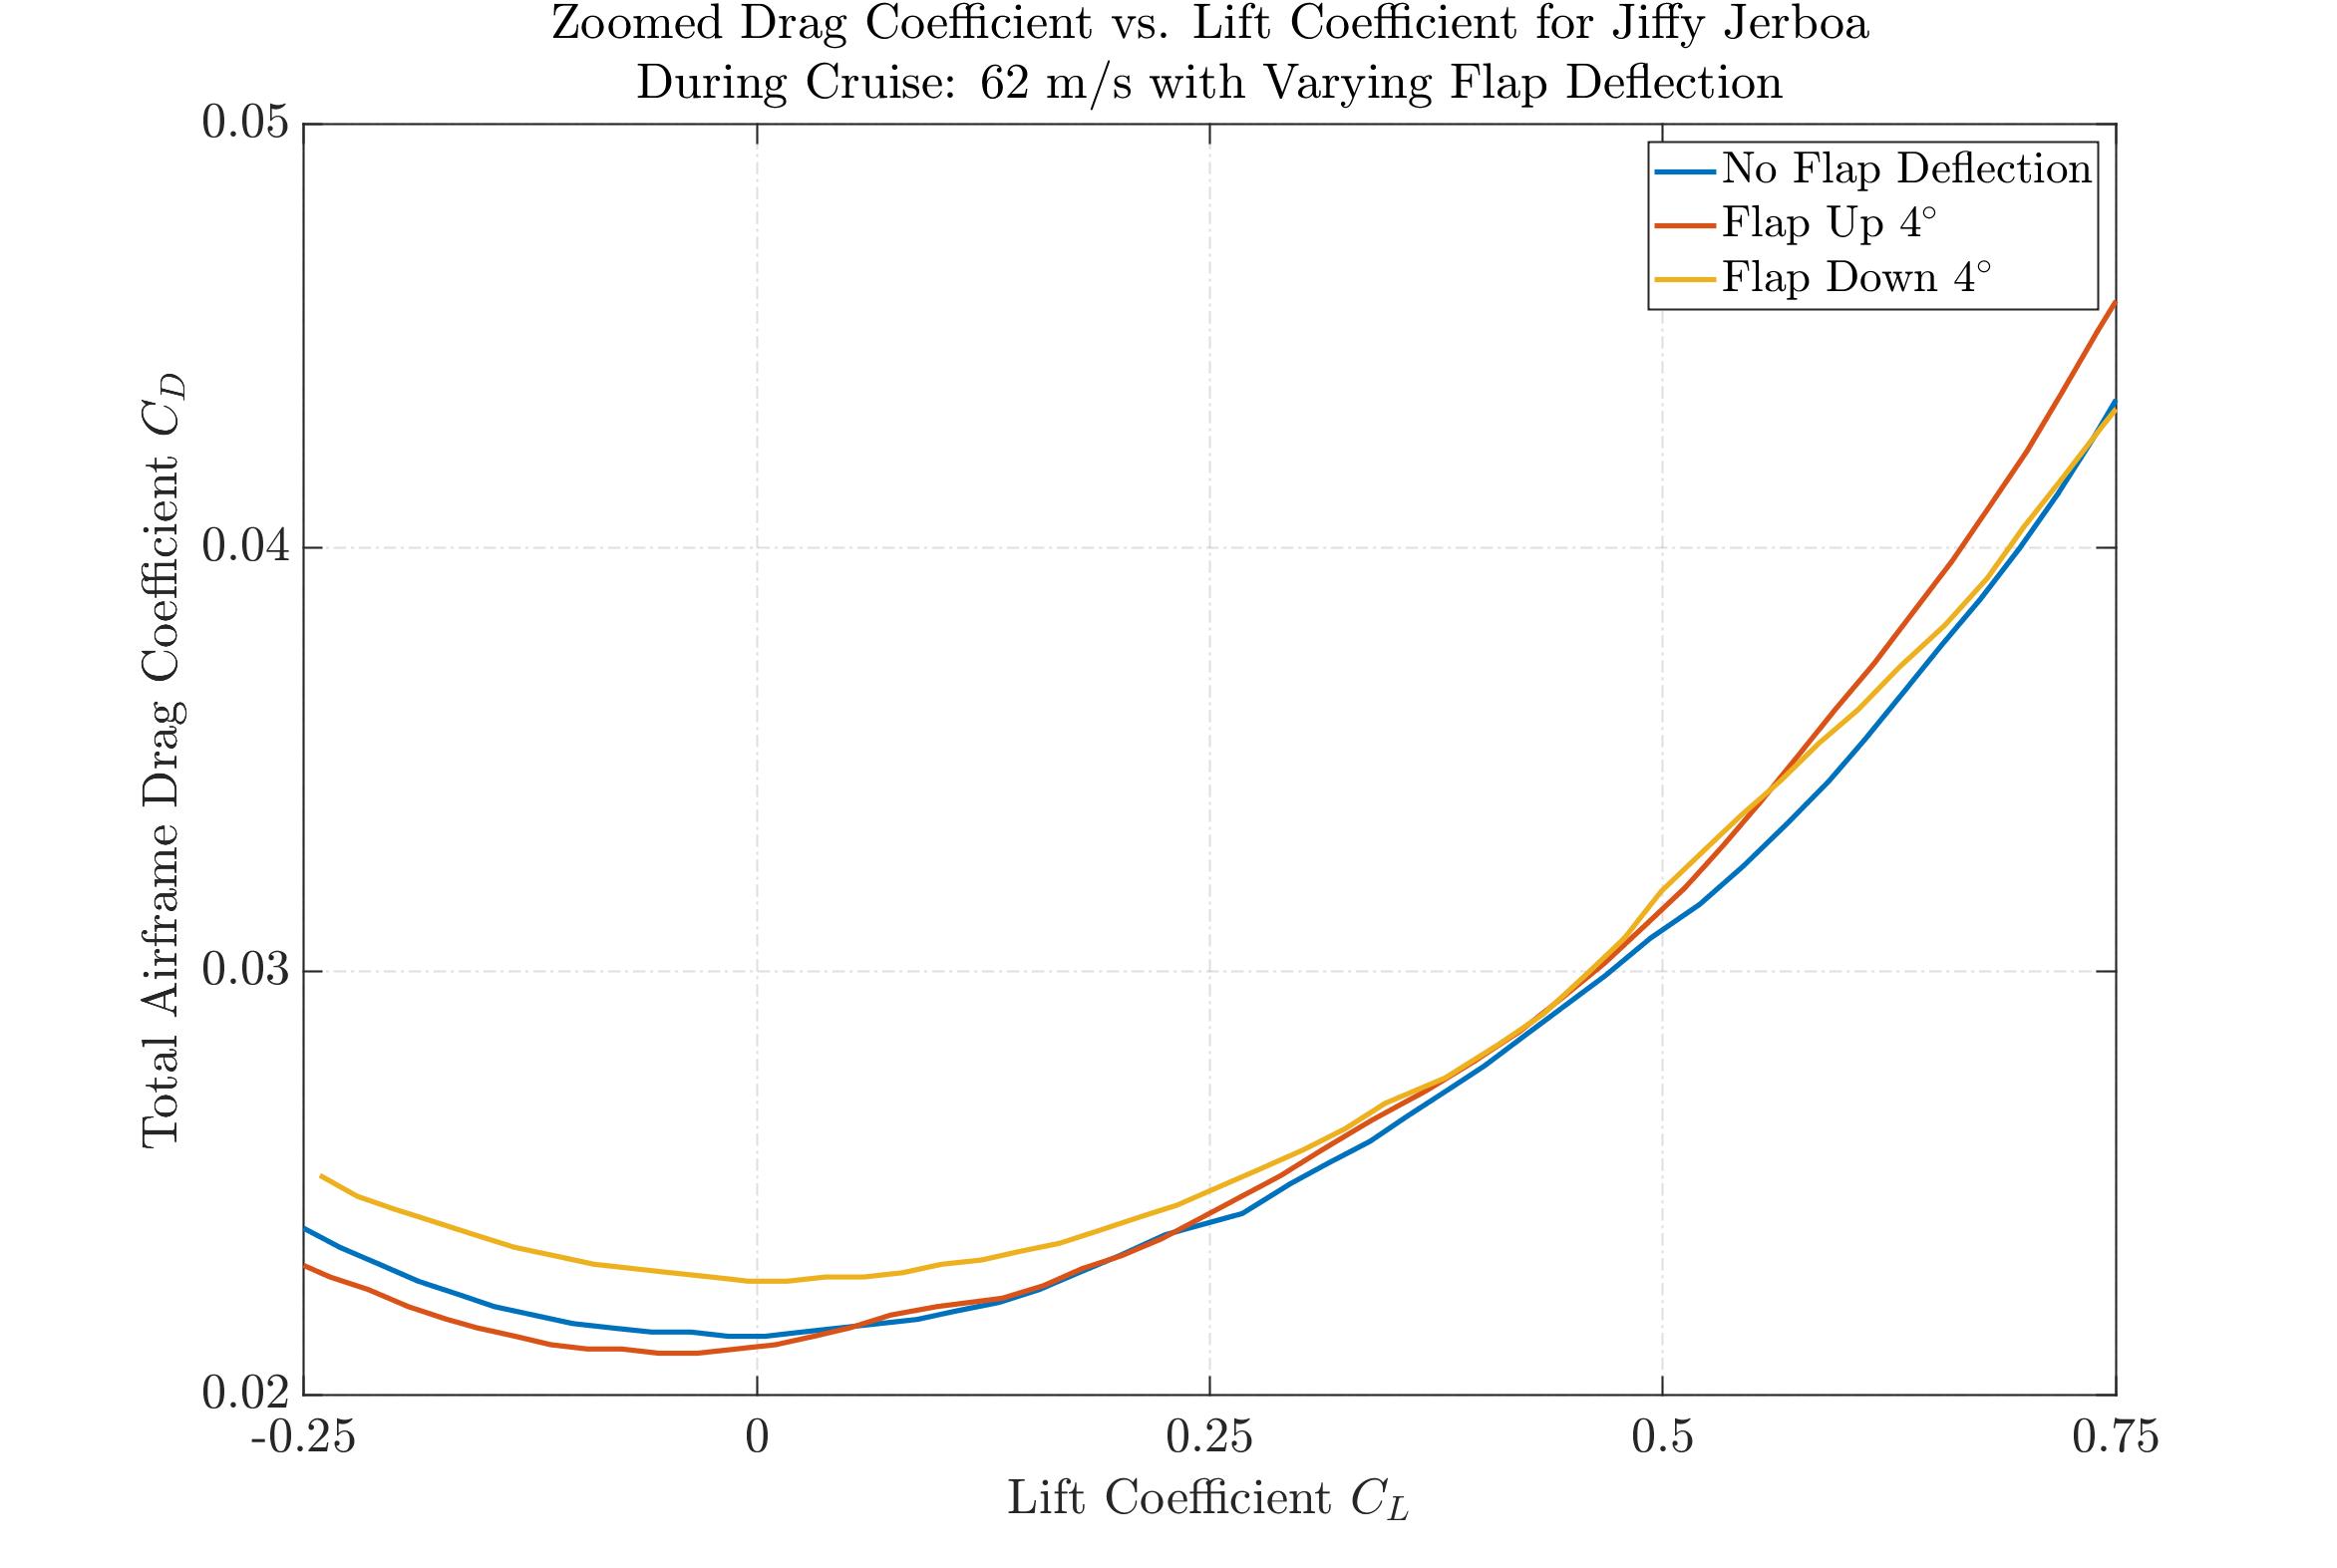 Zoomed Drag Coefficient vs. Lift Coefficient for Jiffy Jerboa
During Cruise: 62 m/s with Varying Flap Deflection
No Flap Deflection
Flap Up 4°
Flap Down 4°
Total Airframe Drag Coefficient C_D
0.05
0.04
0.03
0.02
-0.25 0 0.25 0.5 0.75
Lift Coefficient C_L